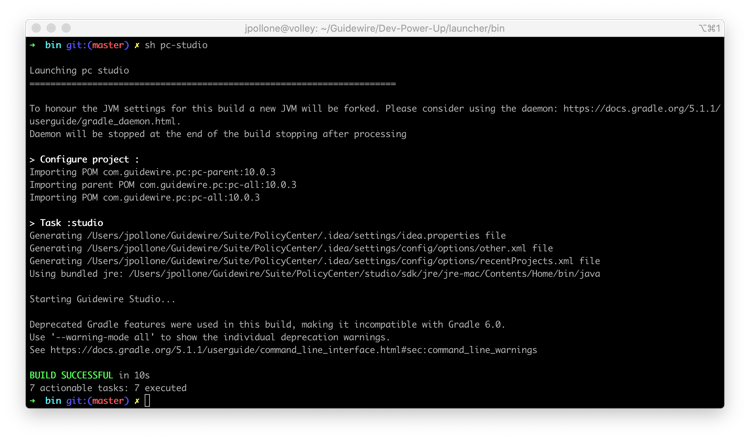 jpollone@volley: ~/Guidewire/Dev-Power-Up/launcher/bin
⌥⌘1
➜ bin git:(master) ✗ sh pc-studio
Launching pc studio
======================================================================
To honour the JVM settings for this build a new JVM will be forked. Please consider using the daemon: https://docs.gradle.org/5.1.1/
userguide/gradle_daemon.html.
Daemon will be stopped at the end of the build stopping after processing
> Configure project :
Importing POM com.guidewire.pc:pc-parent:10.0.3
Importing parent POM com.guidewire.pc:pc-all:10.0.3
Importing POM com.guidewire.pc:pc-all:10.0.3
> Task :studio
Generating /Users/jpollone/Guidewire/Suite/PolicyCenter/.idea/settings/idea.properties file
Generating /Users/jpollone/Guidewire/Suite/PolicyCenter/.idea/settings/config/options/other.xml file
Generating /Users/jpollone/Guidewire/Suite/PolicyCenter/.idea/settings/config/options/recentProjects.xml file
Using bundled jre: /Users/jpollone/Guidewire/Suite/PolicyCenter/studio/sdk/jre/jre-mac/Contents/Home/bin/java
Starting Guidewire Studio...
Deprecated Gradle features were used in this build, making it incompatible with Gradle 6.0.
Use '--warning-mode all' to show the individual deprecation warnings.
See https://docs.gradle.org/5.1.1/userguide/command_line_interface.html#sec:command_line_warnings
BUILD SUCCESSFUL in 10s
7 actionable tasks: 7 executed
➜ bin git:(master) ✗